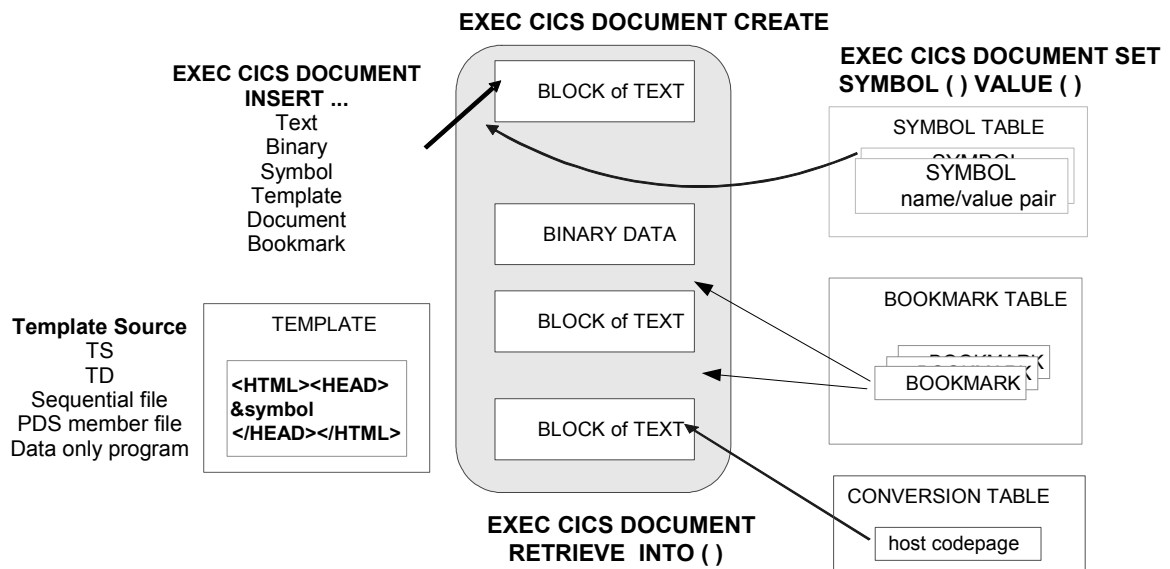 EXEC CICS DOCUMENT CREATE
EXEC CICS DOCUMENT
INSERT ...
Text
Binary
Symbol
Template
Document
Bookmark
BLOCK of TEXT
BINARY DATA
BLOCK of TEXT
BLOCK of TEXT
EXEC CICS DOCUMENT SET
SYMBOL ( ) VALUE ( )
SYMBOL TABLE
SYMBOL
SYMBOL
name/value pair
Template Source
TS
TD
Sequential file
PDS member file
Data only program
TEMPLATE
<HTML><HEAD>
&symbol
</HEAD></HTML>
BOOKMARK TABLE
BOOKMARK
BOOKMARK
BOOKMARK
CONVERSION TABLE
host codepage
EXEC CICS DOCUMENT
RETRIEVE INTO ( )